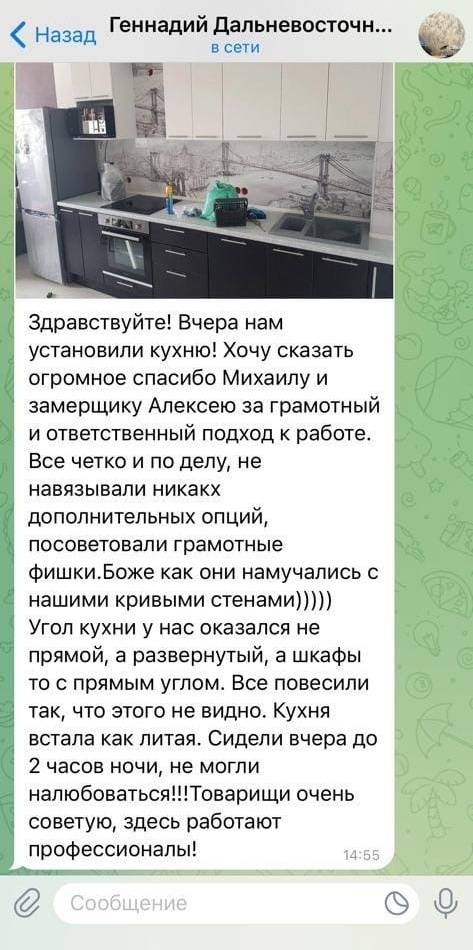 Назад
Геннадий Дальневосточн...
в сети
Здравствуйте! Вчера нам
установили кухню! Хочу сказать
огромное спасибо Михаилу и
замерщику Алексею за грамотный
и ответственный подход к работе.
Все четко и по делу, не
навязывали никакх
дополнительных опций,
посоветовали грамотные
фишки.Боже как они намучались с
нашими кривыми стенами)))))
Угол кухни у нас оказался не
прямой, а развернутый, а шкафы
то с прямым углом. Все повесили
так, что этого не видно. Кухня
встала как литая. Сидели вчера до
2 часов ночи, не могли
налюбоваться!!!Товарищи очень
советую, здесь работают
профессионалы!
14:55
Сообщение